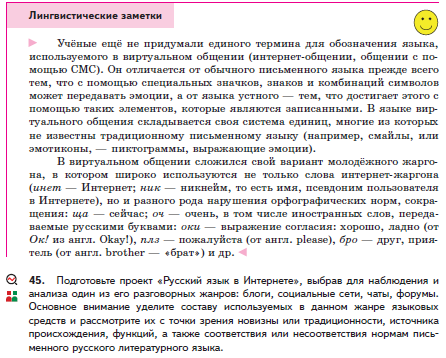 Лингвистические заметки
Учёные ещё не придумали единого термина для обозначения языка,
используемого в виртуальном общении (интернет-общении, общении с по-
мощью СМС). Он отличается от обычного письменного языка прежде всего
тем, что с помощью специальных значков, знаков и комбинаций символов
может передавать эмоции, а от языка устного — тем, что достигает этого с
помощью таких элементов, которые являются записанными. В языке вир-
туального общения складывается своя система единиц, многие из которых
не известны традиционному письменному языку (например, смайлы, или
эмотиконы, — пиктограммы, выражающие эмоции).
В виртуальном общении сложился свой вариант молодёжного жарго-
на, в котором широко используются не только слова интернет-жаргона
(инет — Интернет; ник — никнейм, то есть имя, псевдоним пользователя
в Интернете), но и разного рода нарушения орфографических норм, сокра-
щения: ща — сейчас; оч — очень, в том числе иностранных слов, переда-
ваемые русскими буквами: оки — выражение согласия: хорошо, ладно (от
Ок! из англ. Okay!), плз — пожалуйста (от англ. please), бро — друг, прия-
тель (от англ. brother — «брат») и др.
45. Подготовьте проект «Русский язык в Интернете», выбрав для наблюдения и
анализа один из его разговорных жанров: блоги, социальные сети, чаты, форумы.
Основное внимание уделите составу используемых в данном жанре языковых
средств и рассмотрите их с точки зрения новизны или традиционности, источника
происхождения, функций, а также соответствия или несоответствия нормам пись-
менного русского литературного языка.